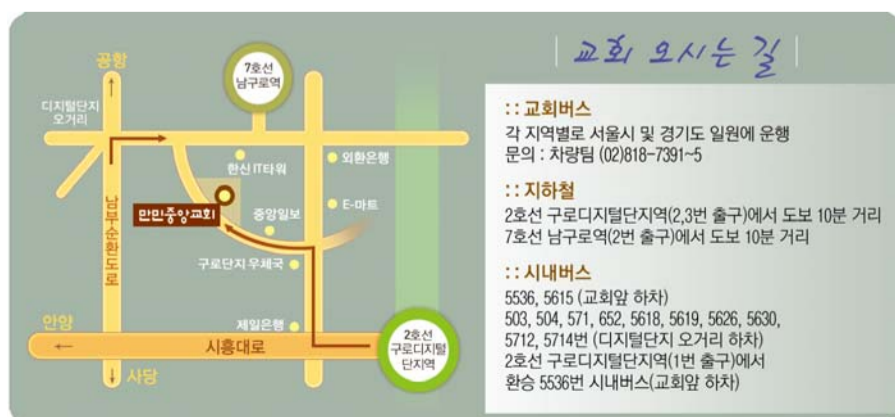 공항
디지털단지
오거리
7호선
남구로역
한신 IT타워
외환은행
만민중앙교회
중앙일보
E-마트
남부순환도로
구로단지 우체국
제일은행
안양
시흥대로
사당
2호선
구로디지털
단지역
교회 오시는 길
::교회버스
각 지역별로 서울시 및 경기도 일원에 운행
문의 : 차량팀 (02)818-7391~5
::지하철
2호선 구로디지털단지역(2,3번 출구)에서 도보 10분 거리
7호선 남구로역(2번 출구)에서 도보 10분 거리
::시내버스
5536, 5615 (교회앞 하차)
503, 504, 571, 652, 5618, 5619, 5626, 5630,
5712, 5714번 (디지털단지 오거리 하차)
2호선 구로디지털단지역(1번 출구)에서
환승 5536번 시내버스(교회앞 하차)